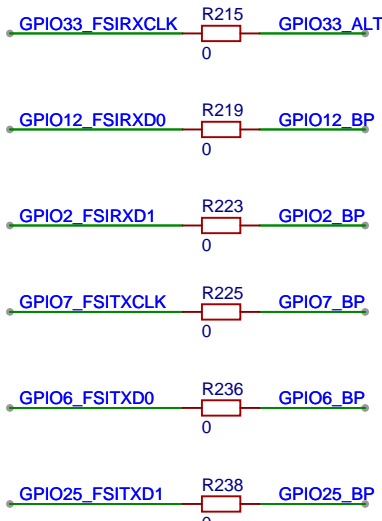 R215
GPIO33_FSIRXCLK GPIO33_ALT
0
R219
GPIO12_FSIRXD0 GPIO12_BP
0
R223
GPIO2_FSIRXD1 GPIO2_BP
0
R225
GPIO7_FSITXCLK GPIO7_BP
0
R236
GPIO6_FSITXD0 GPIO6_BP
0
R238
GPIO25_FSITXD1 GPIO25_BP
0